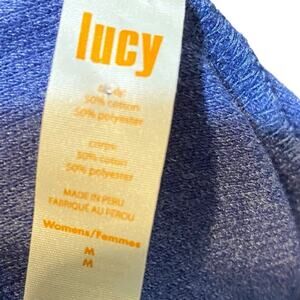 lucy
body:
50% cotton
50% polyester
corps:
50% coton
50% polyester
MADE IN PERU
FABRIQUÉ AU PÉROU
Womens/Femmes
M
M